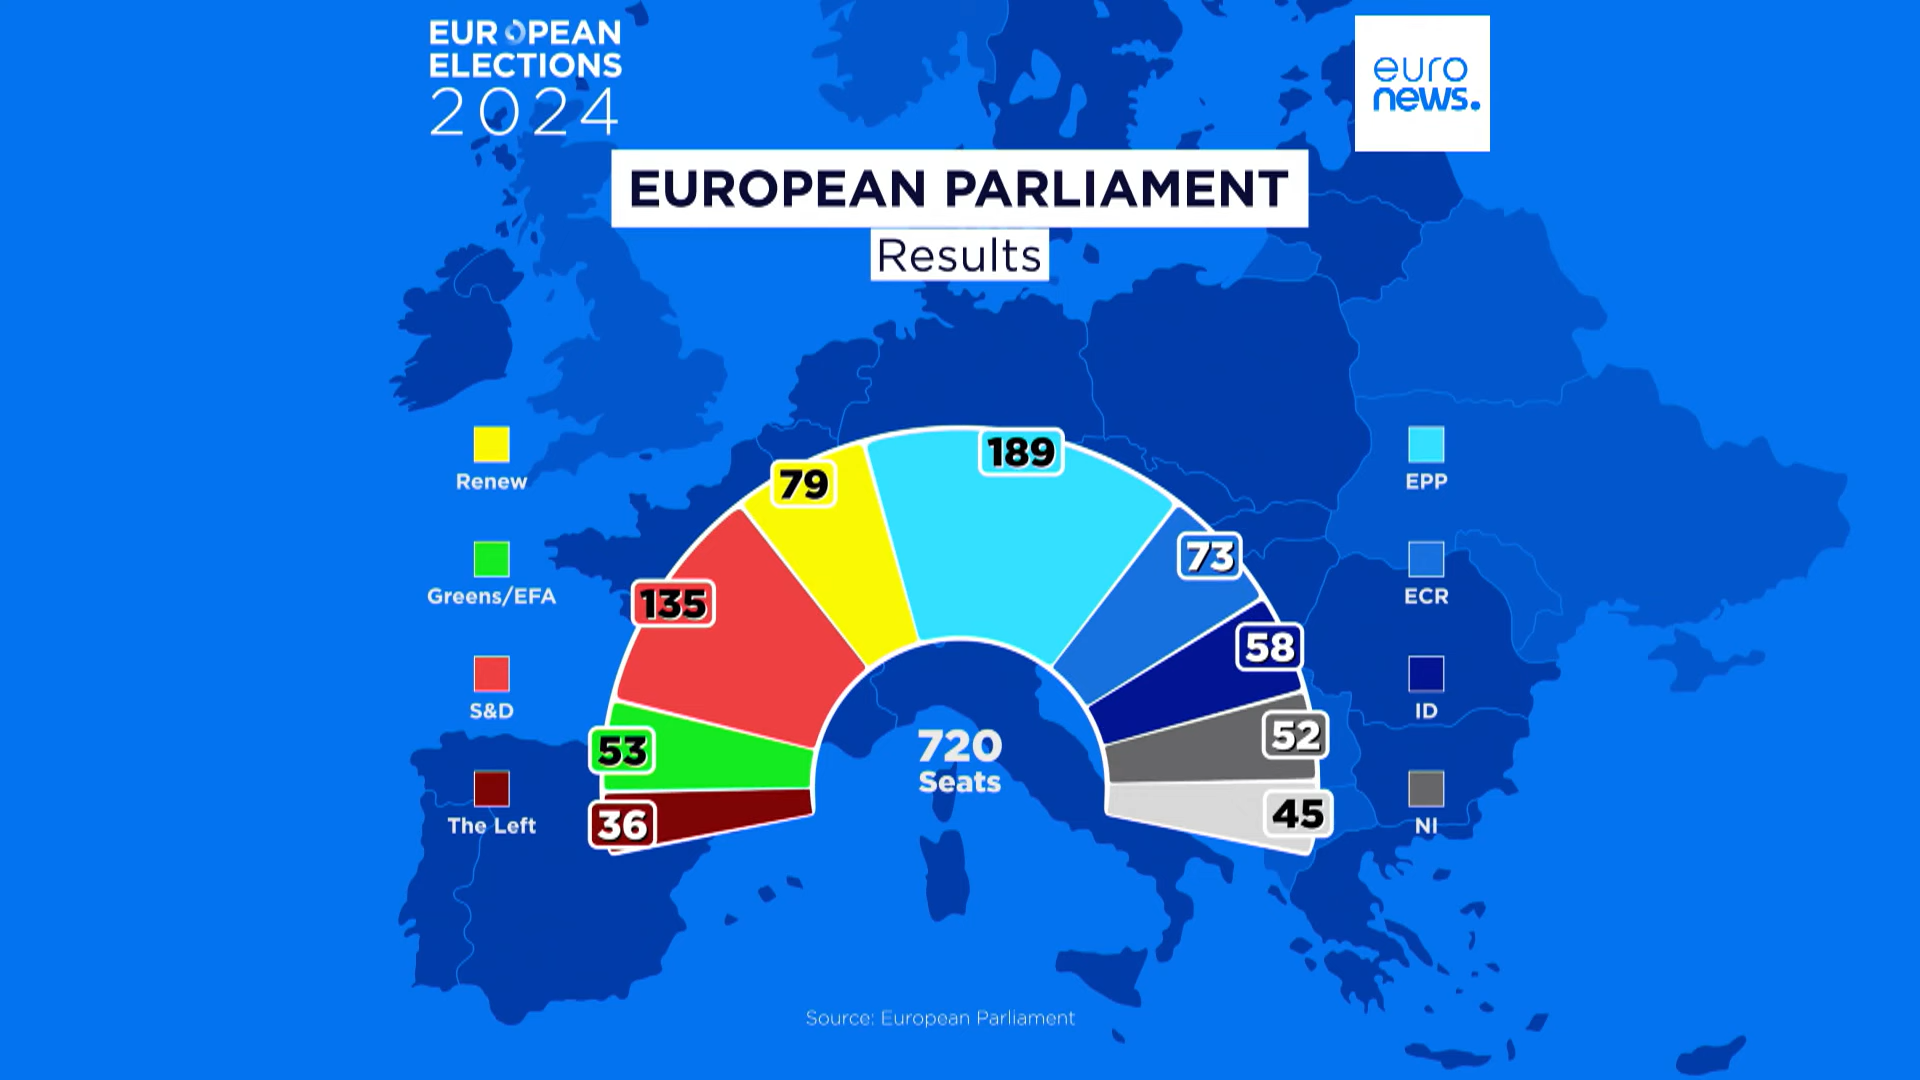 EUROPEAN
ELECTIONS
2024
euro
news.
EUROPEAN PARLIAMENT
Results
Renew
Greens/EFA
S&D
The Left
36
53
135
79
189
73
58
52
45
720
Seats
EPP
ECR
ID
NI
Source: European Parliament